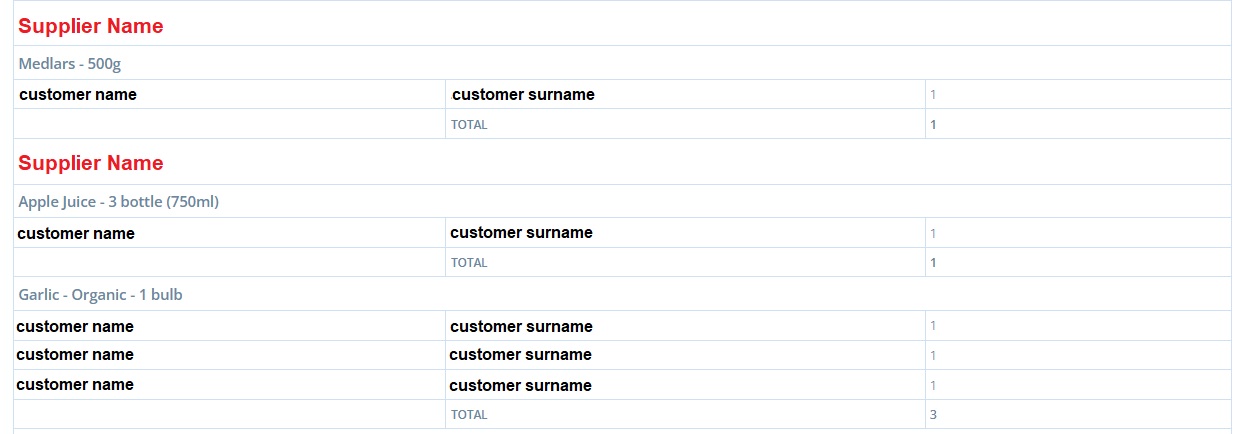 Supplier Name
Medlars - 500g
customer name customer surname 1
TOTAL 1
Supplier Name
Apple Juice - 3 bottle (750ml)
customer name customer surname 1
TOTAL 1
Garlic - Organic - 1 bulb
customer name customer surname 1
customer name customer surname 1
customer name customer surname 1
TOTAL 3